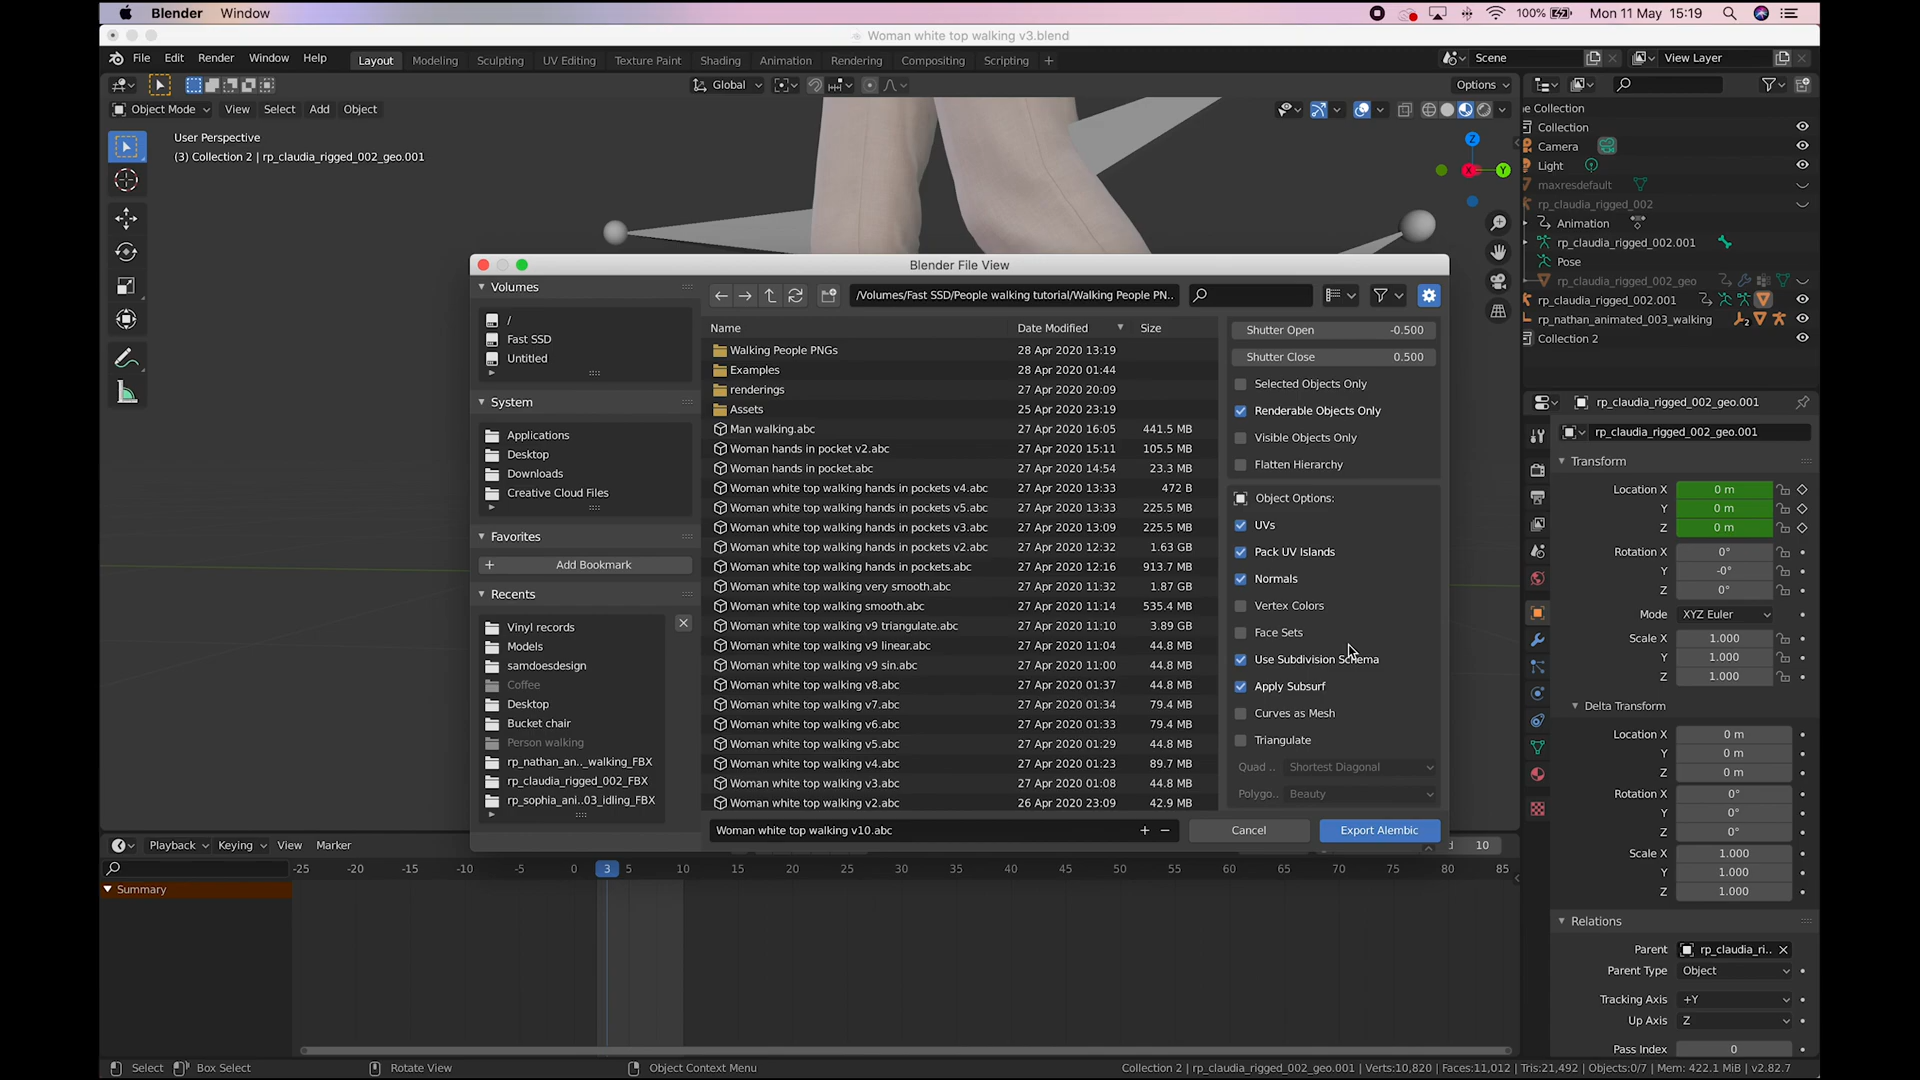 Blender Window 100% Mon 11 May 15:19
Woman white top walking v3.blend
File Edit Render Window Help Layout Modeling Sculpting UV Editing Texture Paint Shading Animation Rendering Compositing Scripting + Scene View Layer
Global Options
Object Mode View Select Add Object
User Perspective
(3) Collection 2 | rp_claudia_rigged_002_geo.001
Z
X Y
e Collection
Collection
Camera
Light
maxresdefault
rp_claudia_rigged_002
Animation
rp_claudia_rigged_002.001
Pose
rp_claudia_rigged_002_geo
rp_claudia_rigged_002.001
rp_nathan_animated_003_walking 2
Collection 2
Blender File View
Volumes
/
Fast SSD
Untitled
System
Applications
Desktop
Downloads
Creative Cloud Files
Favorites
+ Add Bookmark
Recents
Vinyl records
Models
samdoesdesign
Coffee
Desktop
Bucket chair
Person walking
rp_nathan_an.._walking_FBX
rp_claudia_rigged_002_FBX
rp_sophia_ani..03_idling_FBX
/Volumes/Fast SSD/People walking tutorial/Walking People PN..
Name Date Modified Size
Walking People PNGs 28 Apr 2020 13:19
Examples 28 Apr 2020 01:44
renderings 27 Apr 2020 20:09
Assets 25 Apr 2020 23:19
Man walking.abc 27 Apr 2020 16:05 441.5 MB
Woman hands in pocket v2.abc 27 Apr 2020 15:11 105.5 MB
Woman hands in pocket.abc 27 Apr 2020 14:54 23.3 MB
Woman white top walking hands in pockets v4.abc 27 Apr 2020 13:33 472 B
Woman white top walking hands in pockets v5.abc 27 Apr 2020 13:33 225.5 MB
Woman white top walking hands in pockets v3.abc 27 Apr 2020 13:09 225.5 MB
Woman white top walking hands in pockets v2.abc 27 Apr 2020 12:32 1.63 GB
Woman white top walking hands in pockets.abc 27 Apr 2020 12:16 913.7 MB
Woman white top walking very smooth.abc 27 Apr 2020 11:32 1.87 GB
Woman white top walking smooth.abc 27 Apr 2020 11:14 535.4 MB
Woman white top walking v9 triangulate.abc 27 Apr 2020 11:10 3.89 GB
Woman white top walking v9 linear.abc 27 Apr 2020 11:04 44.8 MB
Woman white top walking v9 sin.abc 27 Apr 2020 11:00 44.8 MB
Woman white top walking v8.abc 27 Apr 2020 01:37 44.8 MB
Woman white top walking v7.abc 27 Apr 2020 01:34 79.4 MB
Woman white top walking v6.abc 27 Apr 2020 01:33 79.4 MB
Woman white top walking v5.abc 27 Apr 2020 01:29 44.8 MB
Woman white top walking v4.abc 27 Apr 2020 01:23 89.7 MB
Woman white top walking v3.abc 27 Apr 2020 01:08 44.8 MB
Woman white top walking v2.abc 26 Apr 2020 23:09 42.9 MB
Woman white top walking v10.abc + − Cancel Export Alembic
Shutter Open -0.500
Shutter Close 0.500
Selected Objects Only
Renderable Objects Only
Visible Objects Only
Flatten Hierarchy
Object Options:
UVs
Pack UV Islands
Normals
Vertex Colors
Face Sets
Use Subdivision Schema
Apply Subsurf
Curves as Mesh
Triangulate
Quad .. Shortest Diagonal
Polygo.. Beauty
rp_claudia_rigged_002_geo.001
rp_claudia_rigged_002_geo.001
Transform
Location X 0 m
Y 0 m
Z 0 m
Rotation X 0°
Y -0°
Z 0°
Mode XYZ Euler
Scale X 1.000
Y 1.000
Z 1.000
Delta Transform
Location X 0 m
Y 0 m
Z 0 m
Rotation X 0°
Y 0°
Z 0°
Scale X 1.000
Y 1.000
Z 1.000
Relations
Parent rp_claudia_ri..
Parent Type Object
Tracking Axis +Y
Up Axis Z
Pass Index 0
Playback Keying View Marker d 10
-25 -20 -15 -10 -5 0 3 5 10 15 20 25 30 35 40 45 50 55 60 65 70 75 80 85
Summary
Select Box Select Rotate View Object Context Menu Collection 2 | rp_claudia_rigged_002_geo.001 | Verts:10,820 | Faces:11,012 | Tris:21,492 | Objects:0/7 | Mem: 422.1 MiB | v2.82.7